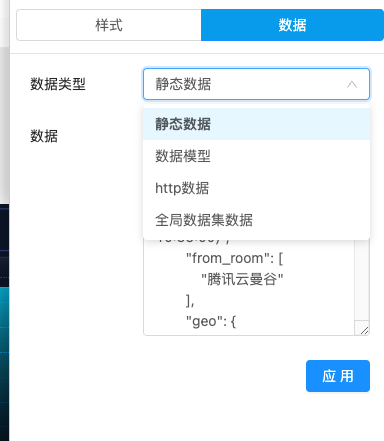 样式
数据
数据类型
静态数据
静态数据
数据
数据模型
http数据
全局数据集数据
"from_room": [
"腾讯云曼谷"
],
"geo": {
应 用